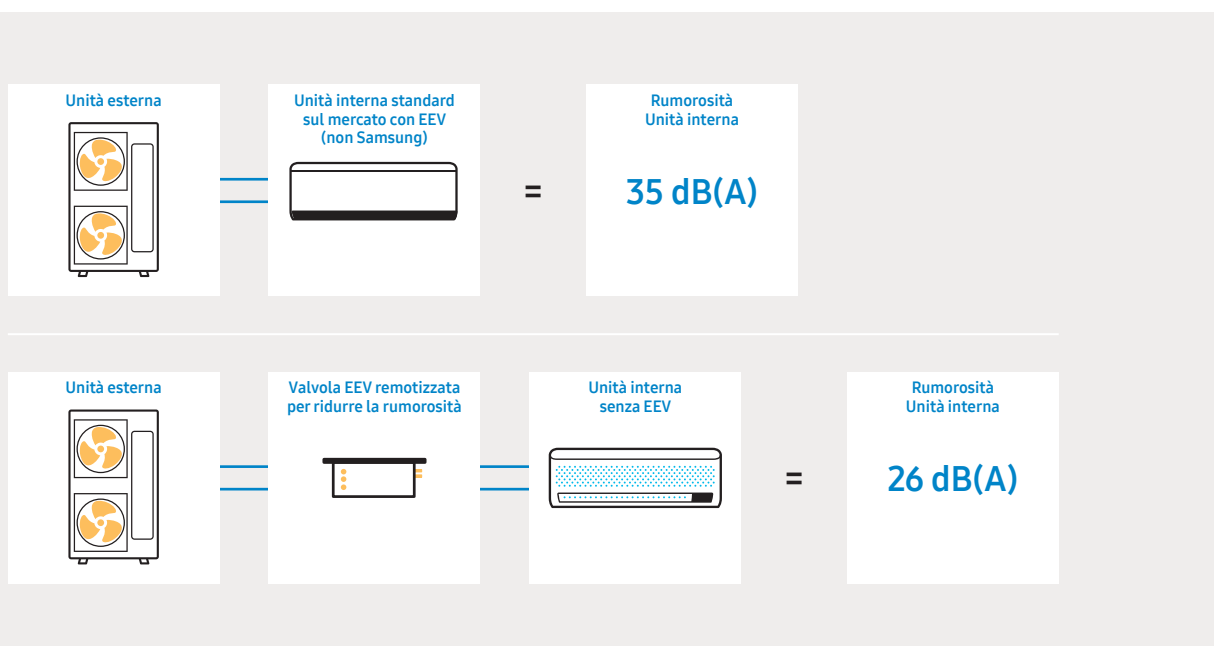 Unità esterna
Unità interna standard
sul mercato con EEV
(non Samsung)
=
Rumorosità
Unità interna
35 dB(A)
Unità esterna
Valvola EEV remotizzata
per ridurre la rumorosità
Unità interna
senza EEV
=
Rumorosità
Unità interna
26 dB(A)